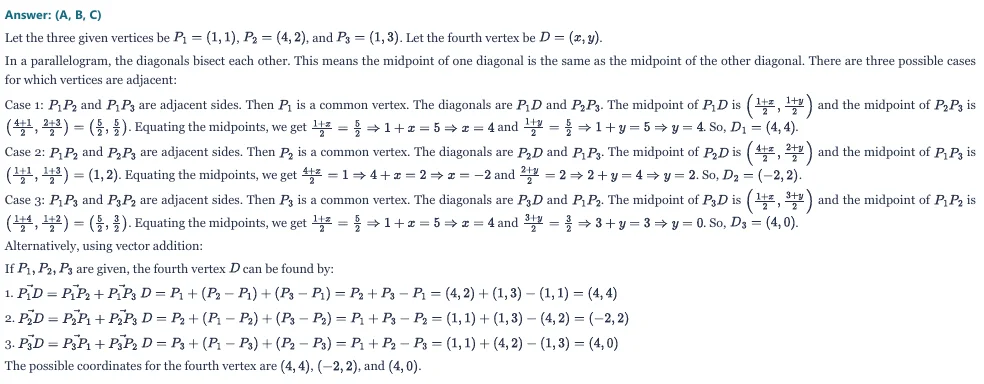 Answer: (A, B, C)
Let the three given vertices be P₁ = (1, 1), P₂ = (4, 2), and P₃ = (1, 3). Let the fourth vertex be D = (x, y).
In a parallelogram, the diagonals bisect each other. This means the midpoint of one diagonal is the same as the midpoint of the other diagonal. There are three possible cases
for which vertices are adjacent:
Case 1: P₁P₂ and P₁P₃ are adjacent sides. Then P₁ is a common vertex. The diagonals are P₁D and P₂P₃. The midpoint of P₁D is ((1+x)/2, (1+y)/2) and the midpoint of P₂P₃ is
((4+1)/2, (2+3)/2) = (5/2, 5/2). Equating the midpoints, we get (1+x)/2 = 5/2 ⇒ 1 + x = 5 ⇒ x = 4 and (1+y)/2 = 5/2 ⇒ 1 + y = 5 ⇒ y = 4. So, D₁ = (4, 4).
Case 2: P₁P₂ and P₂P₃ are adjacent sides. Then P₂ is a common vertex. The diagonals are P₂D and P₁P₃. The midpoint of P₂D is ((4+x)/2, (2+y)/2) and the midpoint of P₁P₃ is
((1+1)/2, (1+3)/2) = (1, 2). Equating the midpoints, we get (4+x)/2 = 1 ⇒ 4 + x = 2 ⇒ x = −2 and (2+y)/2 = 2 ⇒ 2 + y = 4 ⇒ y = 2. So, D₂ = (−2, 2).
Case 3: P₁P₃ and P₃P₂ are adjacent sides. Then P₃ is a common vertex. The diagonals are P₃D and P₁P₂. The midpoint of P₃D is ((1+x)/2, (3+y)/2) and the midpoint of P₁P₂ is
((1+4)/2, (1+2)/2) = (5/2, 3/2). Equating the midpoints, we get (1+x)/2 = 5/2 ⇒ 1 + x = 5 ⇒ x = 4 and (3+y)/2 = 3/2 ⇒ 3 + y = 3 ⇒ y = 0. So, D₃ = (4, 0).
Alternatively, using vector addition:
If P₁, P₂, P₃ are given, the fourth vertex D can be found by:
1. P₁⃗D = P₁⃗P₂ + P₁⃗P₃ D = P₁ + (P₂ − P₁) + (P₃ − P₁) = P₂ + P₃ − P₁ = (4, 2) + (1, 3) − (1, 1) = (4, 4)
2. P₂⃗D = P₂⃗P₁ + P₂⃗P₃ D = P₂ + (P₁ − P₂) + (P₃ − P₂) = P₁ + P₃ − P₂ = (1, 1) + (1, 3) − (4, 2) = (−2, 2)
3. P₃⃗D = P₃⃗P₁ + P₃⃗P₂ D = P₃ + (P₁ − P₃) + (P₂ − P₃) = P₁ + P₂ − P₃ = (1, 1) + (4, 2) − (1, 3) = (4, 0)
The possible coordinates for the fourth vertex are (4, 4), (−2, 2), and (4, 0).